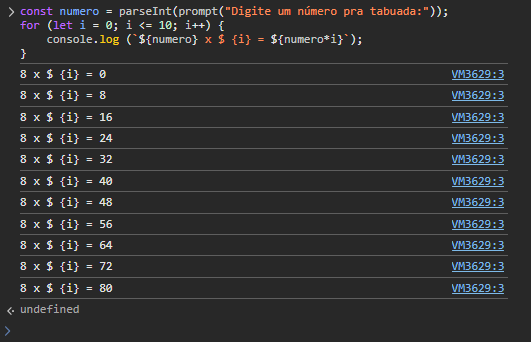 const numero = parseInt(prompt("Digite um número pra tabuada:"));
for (let i = 0; i <= 10; i++) {
    console.log (`${numero} x $ {i} = ${numero*i}`);
}
8 x $ {i} = 0 VM3629:3
8 x $ {i} = 8 VM3629:3
8 x $ {i} = 16 VM3629:3
8 x $ {i} = 24 VM3629:3
8 x $ {i} = 32 VM3629:3
8 x $ {i} = 40 VM3629:3
8 x $ {i} = 48 VM3629:3
8 x $ {i} = 56 VM3629:3
8 x $ {i} = 64 VM3629:3
8 x $ {i} = 72 VM3629:3
8 x $ {i} = 80 VM3629:3
undefined